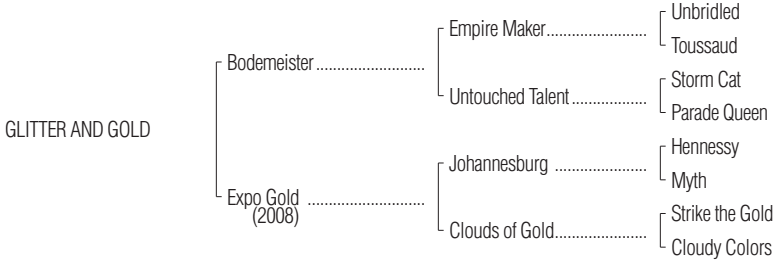 Unbridled
Empire Maker........................
Toussaud
Bodemeister..........................
Storm Cat
Untouched Talent..................
Parade Queen
GLITTER AND GOLD
Hennessy
Johannesburg ......................
Myth
Expo Gold ............................
(2008)
Strike the Gold
Clouds of Gold......................
Cloudy Colors